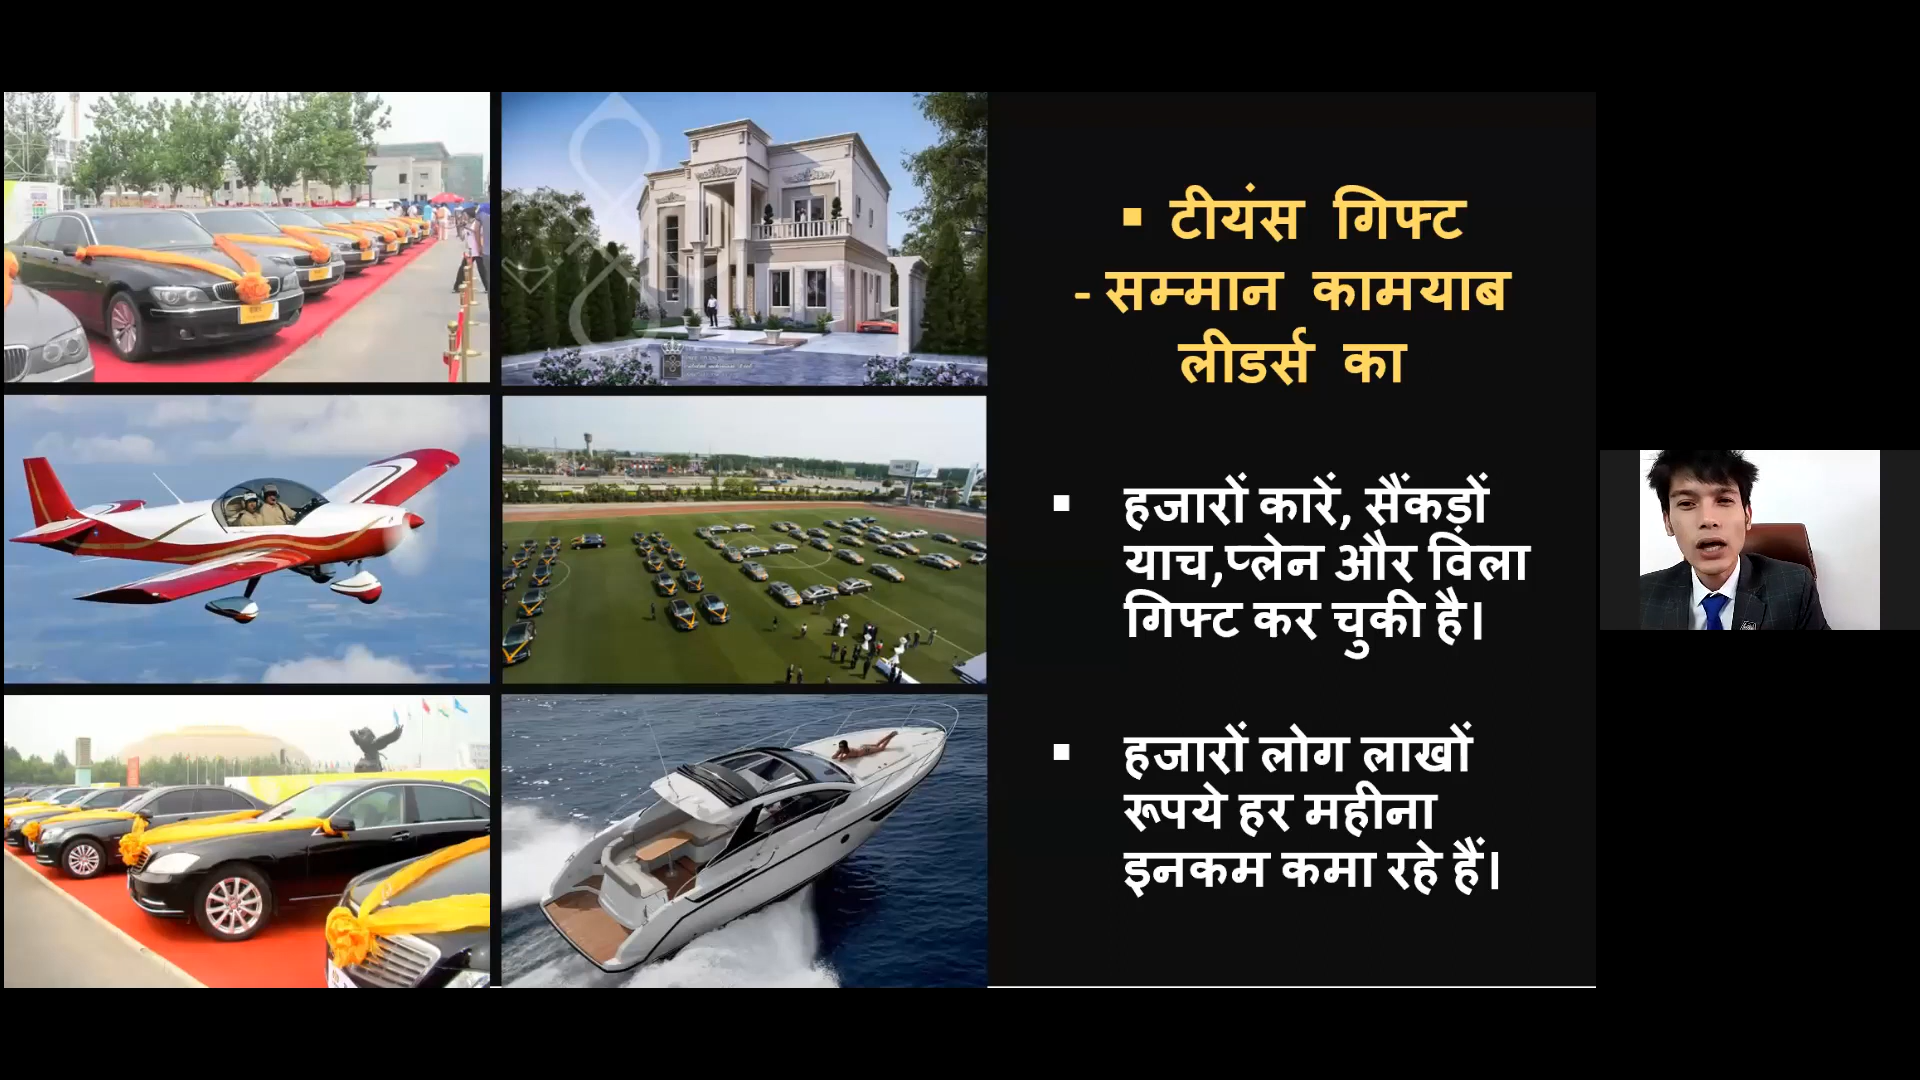 ▪ टीयंस गिफ्ट
- सम्मान कामयाब
लीडर्स का
▪ हजारों कारें, सैंकड़ों
याच,प्लेन और विला
गिफ्ट कर चुकी है।
▪ हजारों लोग लाखों
रूपये हर महीना
इनकम कमा रहे हैं।